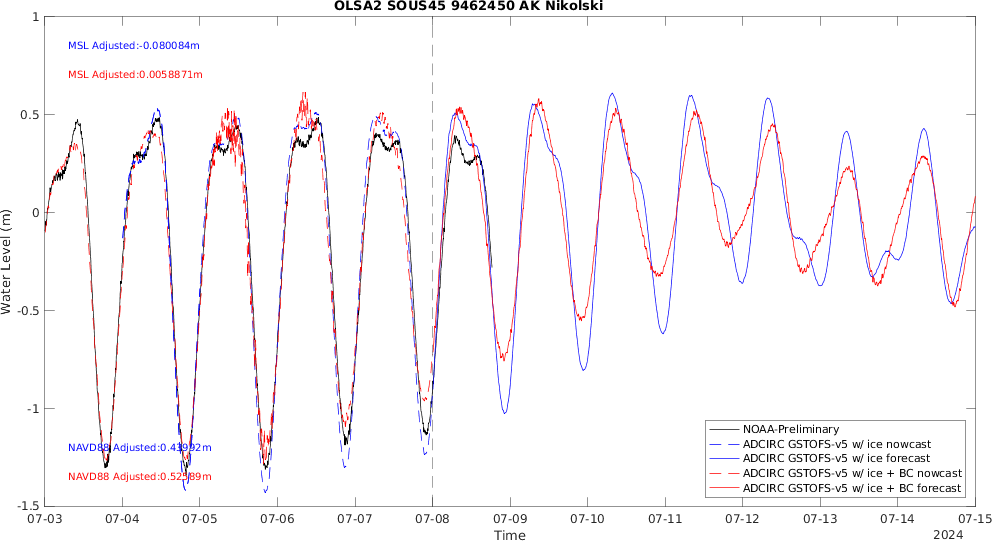 OLSA2 SOUS45 9462450 AK Nikolski
MSL Adjusted:-0.080084m
MSL Adjusted:0.0058871m
NAVD88 Adjusted:0.43992m
NAVD88 Adjusted:0.52589m
Water Level (m)
1
0.5
0
-0.5
-1
-1.5
NOAA-Preliminary
ADCIRC GSTOFS-v5 w/ ice nowcast
ADCIRC GSTOFS-v5 w/ ice forecast
ADCIRC GSTOFS-v5 w/ ice + BC nowcast
ADCIRC GSTOFS-v5 w/ ice + BC forecast
07-03 07-04 07-05 07-06 07-07 07-08 07-09 07-10 07-11 07-12 07-13 07-14 07-15
Time
2024